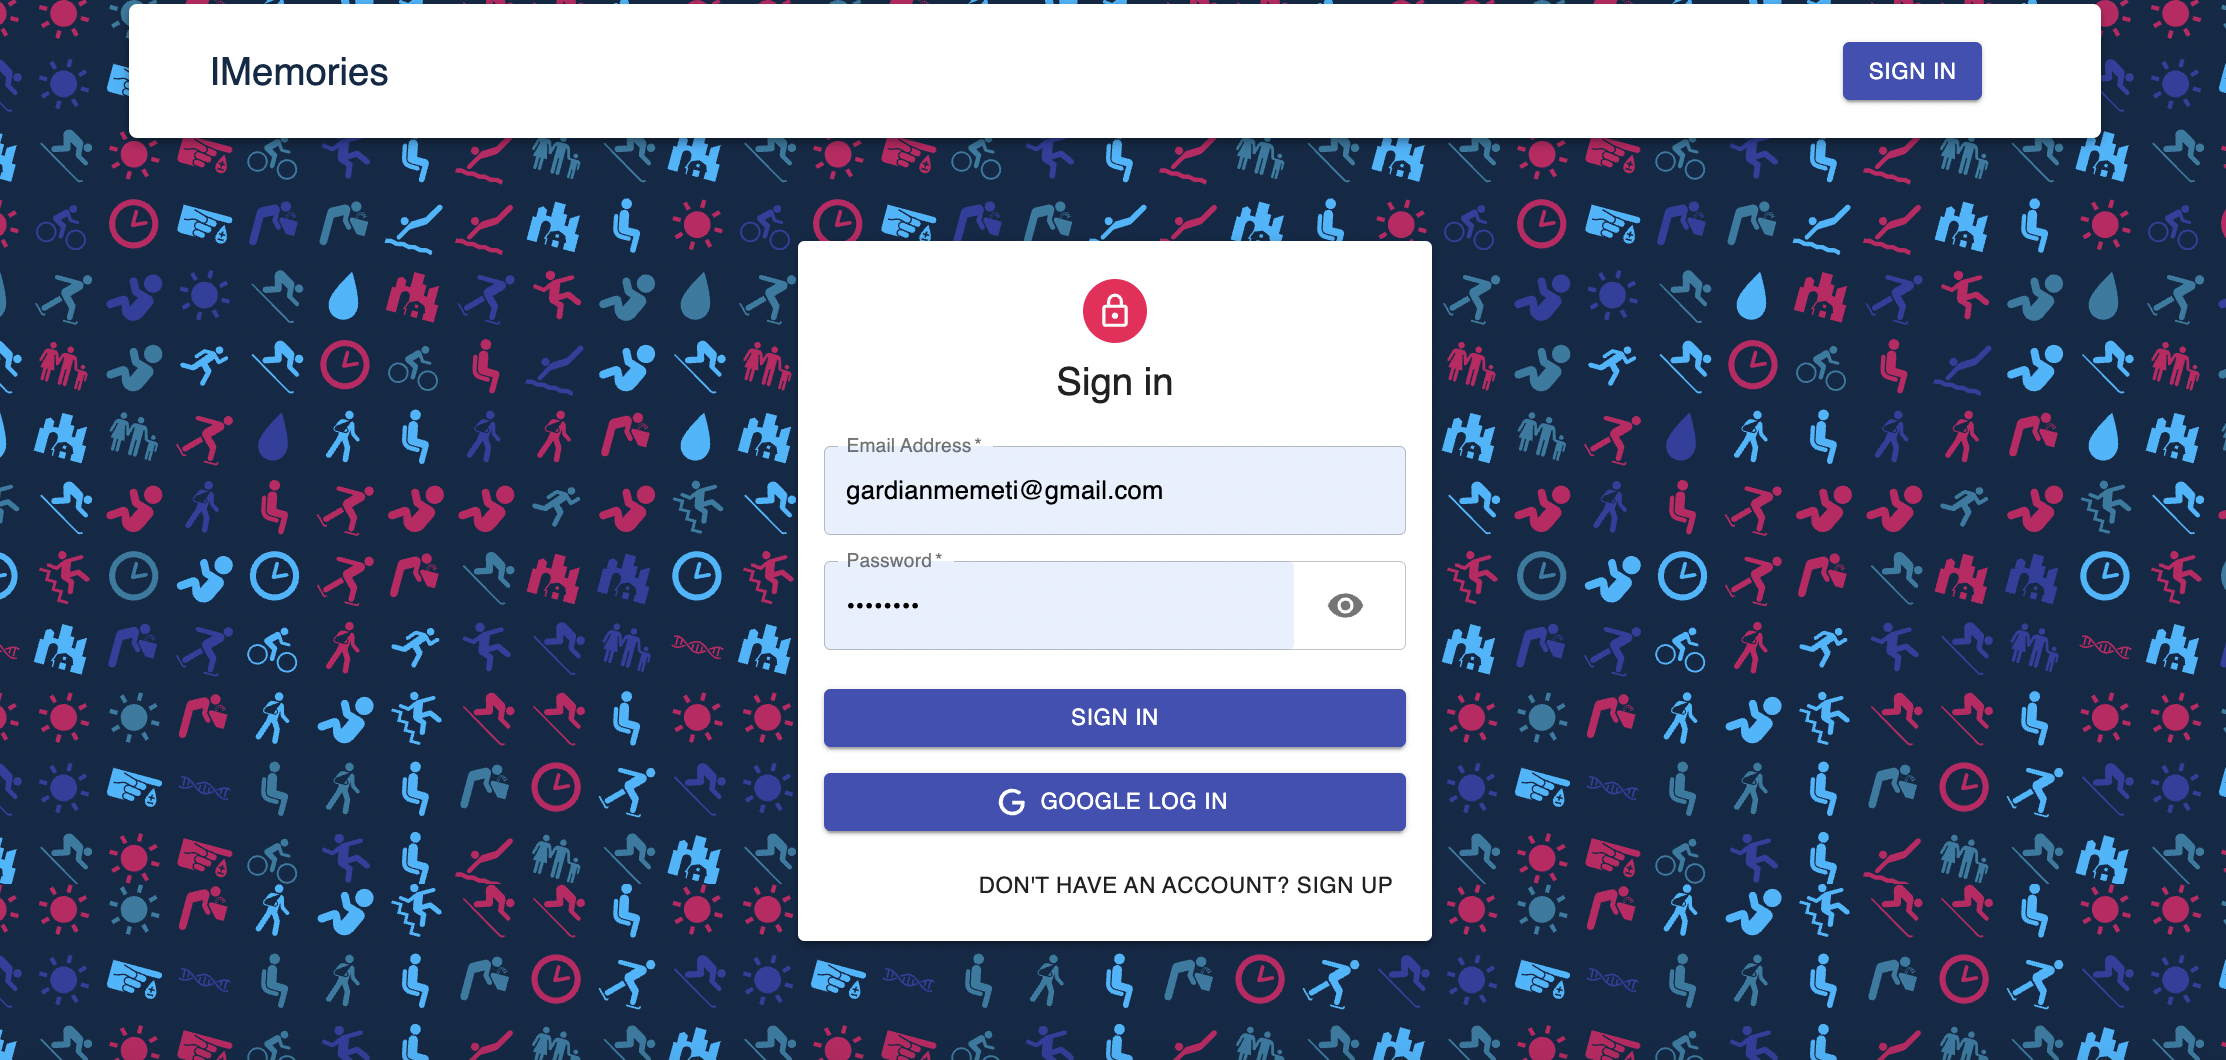 IMemories
SIGN IN
Sign in
Email Address *
gardianmemeti@gmail.com
Password *
••••••••
SIGN IN
GOOGLE LOG IN
DON'T HAVE AN ACCOUNT? SIGN UP